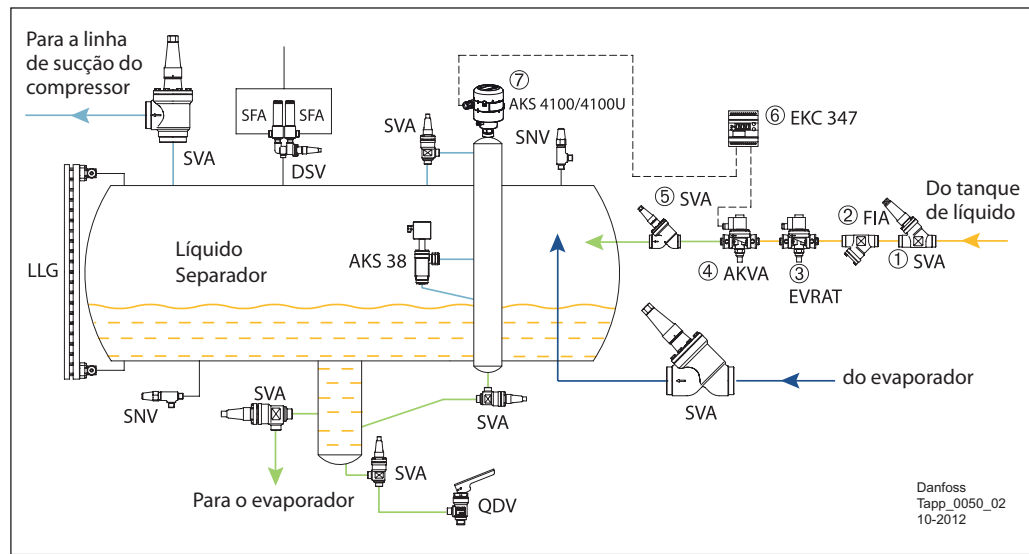 Para a linha
de sucção do
compressor
SVA
SFA
SFA
DSV
SVA
⑦
AKS 4100/4100U
SNV
⑥ EKC 347
⑤ SVA
② FIA
Do tanque
de líquido
① SVA
④ AKVA
③
EVRAT
LLG
Líquido
Separador
AKS 38
do evaporador
SVA
SNV
SVA
SVA
SVA
QDV
Para o evaporador
Danfoss
Tapp_0050_02
10-2012